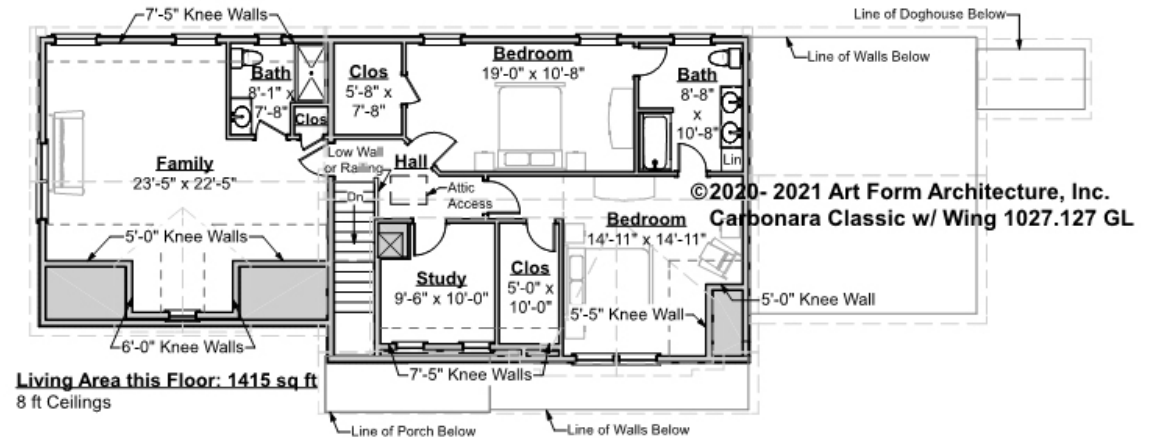 7'-5" Knee Walls
Line of Doghouse Below
Line of Walls Below
Bath
8'-1" x
7'-8"
Clos
Clos
5'-8" x
7'-8"
Bedroom
19'-0" x 10'-8"
Bath
8'-8"
x
10'-8"
Lin
Family
23'-5" x 22'-5"
Low Wall
or Railing
Hall
Attic
Access
Dn
©2020- 2021 Art Form Architecture, Inc.
Carbonara Classic w/ Wing 1027.127 GL
Bedroom
14'-11" x 14'-11"
5'-0" Knee Walls
Study
9'-6" x 10'-0"
Clos
5'-0" x
10'-0"
5'-0" Knee Wall
5'-5" Knee Wall
6'-0" Knee Walls
7'-5" Knee Walls
Living Area this Floor: 1415 sq ft
8 ft Ceilings
Line of Porch Below
Line of Walls Below